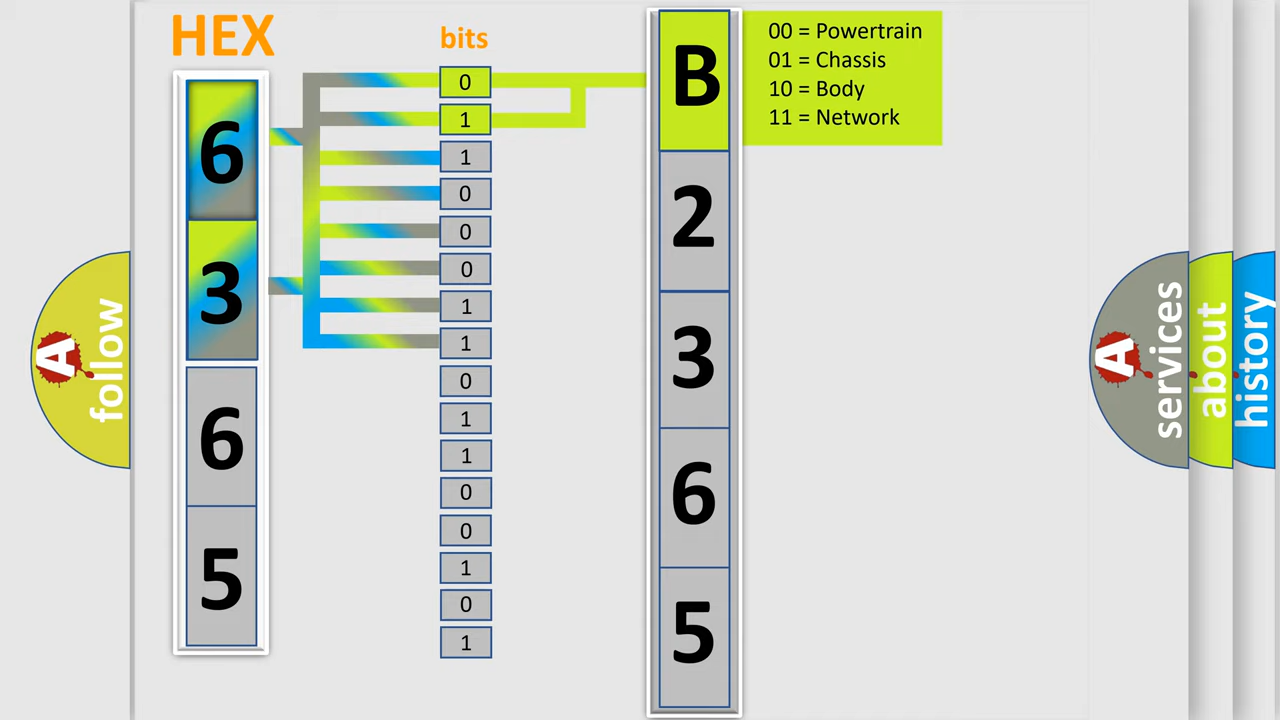 HEX
bits
6
3
6
5
0
1
1
0
0
0
1
1
0
1
1
0
0
1
0
1
B
2
3
6
5
00 = Powertrain
01 = Chassis
10 = Body
11 = Network
A
follow
A
services
about
history